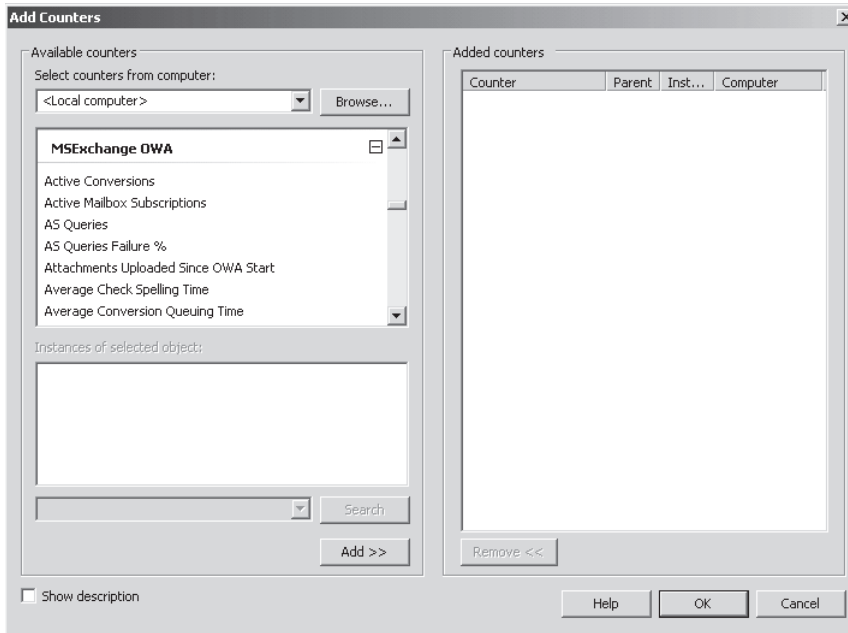 Add Counters
Available counters
Select counters from computer:
<Local computer>
Browse...
MSExchange OWA
Active Conversions
Active Mailbox Subscriptions
AS Queries
AS Queries Failure %
Attachments Uploaded Since OWA Start
Average Check Spelling Time
Average Conversion Queuing Time
Instances of selected object:
Search
Add >>
Show description
Added counters
Counter Parent Inst... Computer
Remove <<
Help OK Cancel